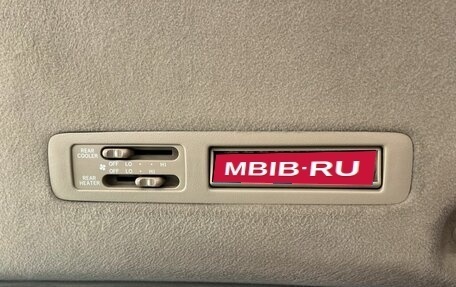 REAR COOLER
OFF LO • • HI
OFF LO • HI
REAR HEATER
MBIB-RU